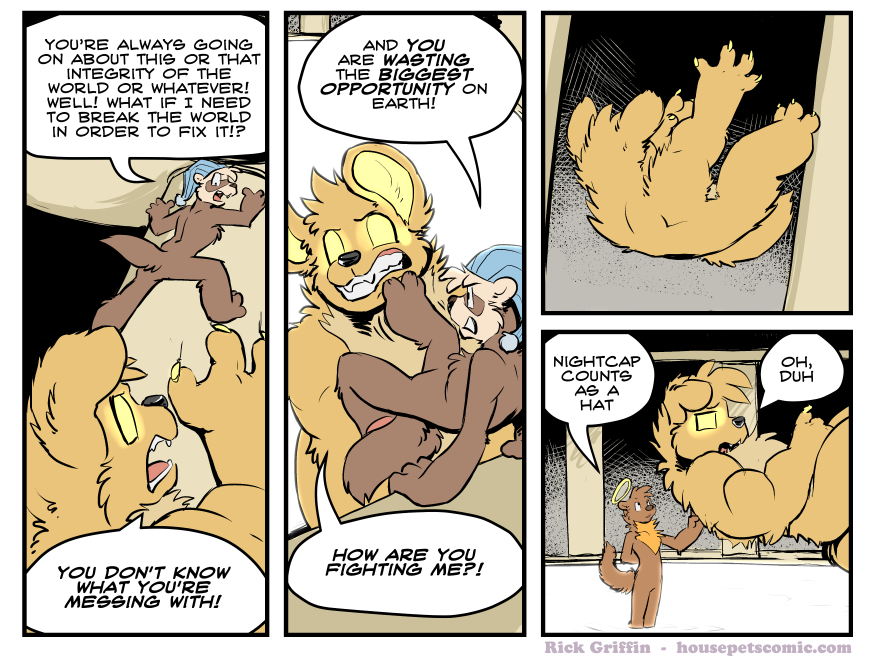 YOU'RE ALWAYS GOING
ON ABOUT THIS OR THAT
INTEGRITY OF THE
WORLD OR WHATEVER!
WELL! WHAT IF I NEED
TO BREAK THE WORLD
IN ORDER TO FIX IT!?
YOU DON'T KNOW
WHAT YOU'RE
MESSING WITH!
AND YOU
ARE WASTING
THE BIGGEST
OPPORTUNITY ON
EARTH!
HOW ARE YOU
FIGHTING ME?!
NIGHTCAP
COUNTS
AS A
HAT
OH,
DUH
Rick Griffin - housepetscomic.com